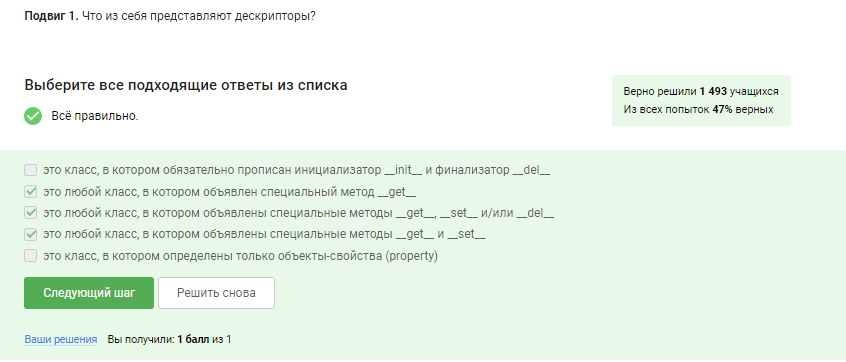 Подвиг 1. Что из себя представляют дескрипторы?
Выберите все подходящие ответы из списка
Верно решили 1 493 учащихся
Из всех попыток 47% верных
Всё правильно.
это класс, в котором обязательно прописан инициализатор __init__ и финализатор __del__
это любой класс, в котором объявлен специальный метод __get__
это любой класс, в котором объявлены специальные методы __get__, __set__ и/или __del__
это любой класс, в котором объявлены специальные методы __get__ и __set__
это класс, в котором определены только объекты-свойства (property)
Следующий шаг
Решить снова
Ваши решения Вы получили: 1 балл из 1